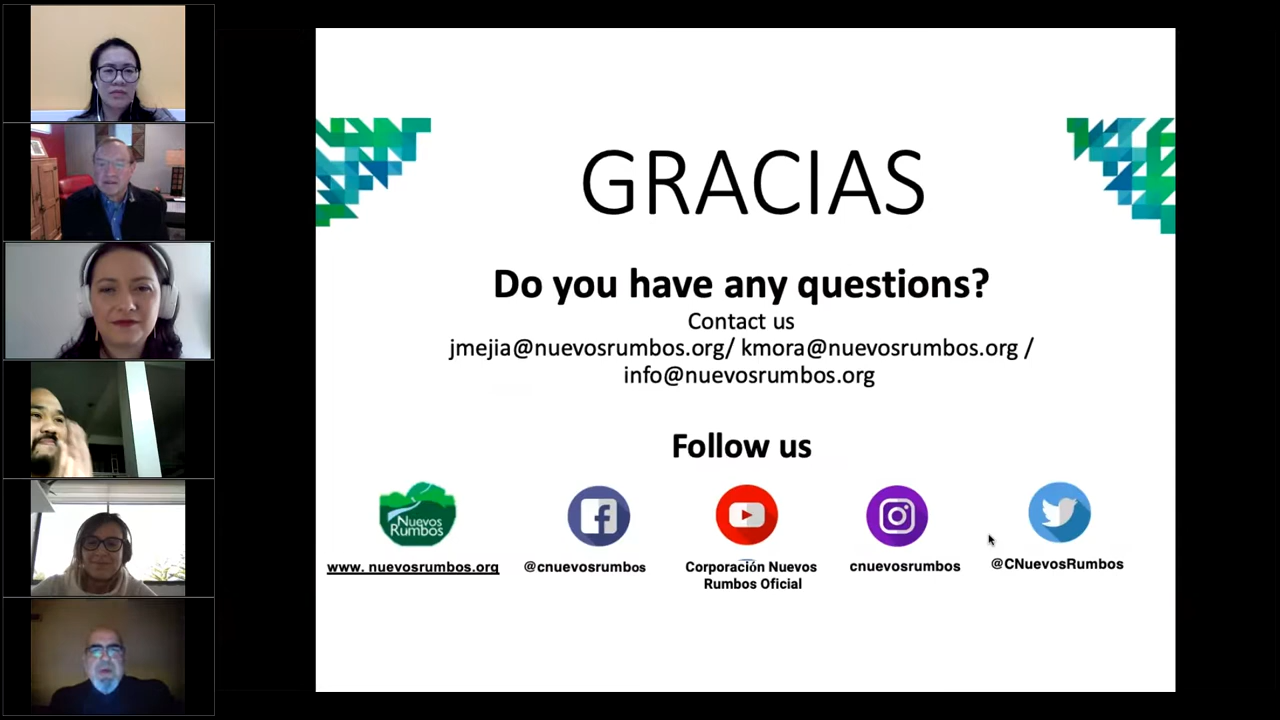 GRACIAS
Do you have any questions?
Contact us
jmejia@nuevosrumbos.org/ kmora@nuevosrumbos.org /
info@nuevosrumbos.org
Follow us
Nuevos
Rumbos
www. nuevosrumbos.org
@cnuevosrumbos
Corporación Nuevos
Rumbos Oficial
cnuevosrumbos
@CNuevosRumbos